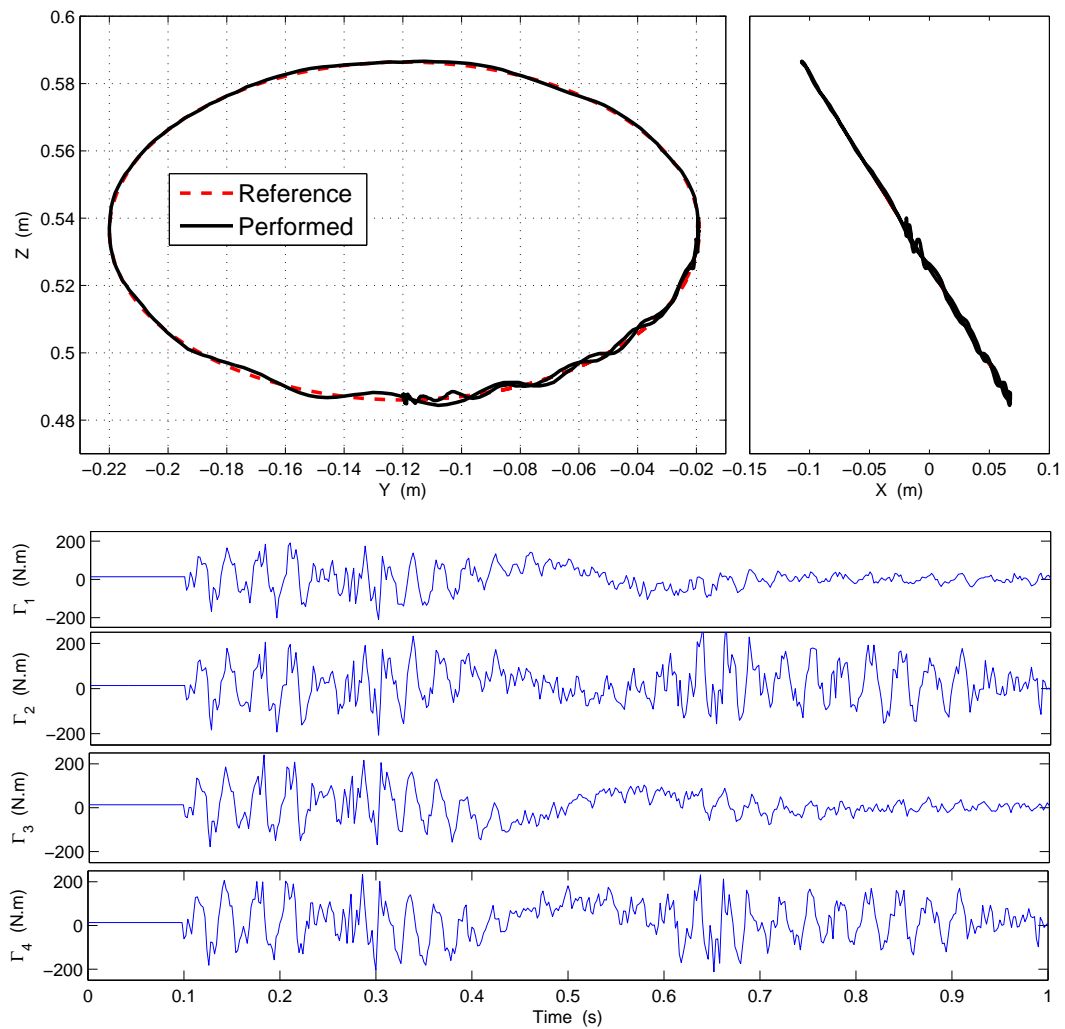 0.6
0.58
0.56
0.54
0.52
0.5
0.48
Z (m)
Reference
Performed
−0.22 −0.2 −0.18 −0.16 −0.14 −0.12 −0.1 −0.08 −0.06 −0.04 −0.02
Y (m)
−0.15 −0.1 −0.05 0 0.05 0.1
X (m)
200
0
−200
Γ1 (N.m)
200
0
−200
Γ2 (N.m)
200
0
−200
Γ3 (N.m)
200
0
−200
Γ4 (N.m)
0 0.1 0.2 0.3 0.4 0.5 0.6 0.7 0.8 0.9 1
Time (s)